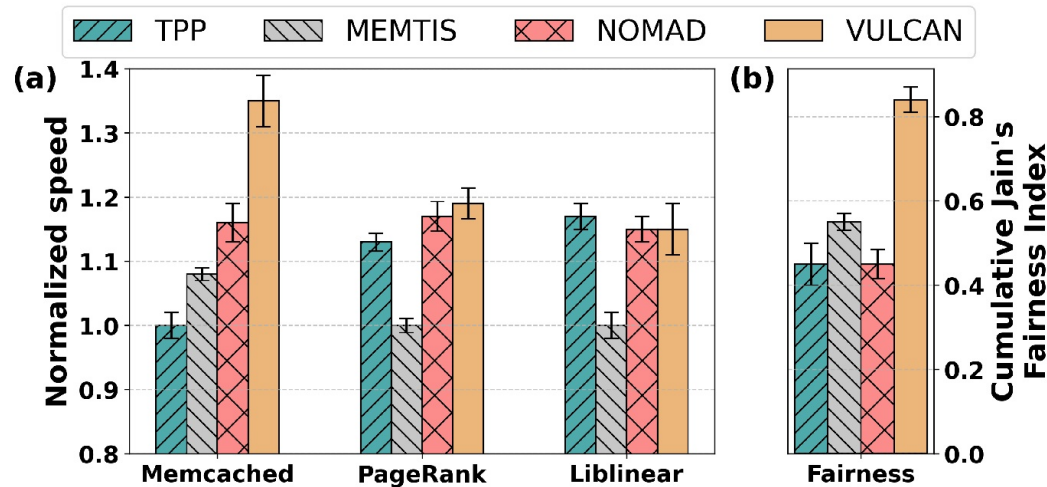 TPP MEMTIS NOMAD VULCAN
(a)
Normalized speed
1.4
1.3
1.2
1.1
1.0
0.9
0.8
Memcached PageRank Liblinear
(b)
0.8
0.6
0.4
0.2
0.0
Cumulative Jain's
Fairness Index
Fairness